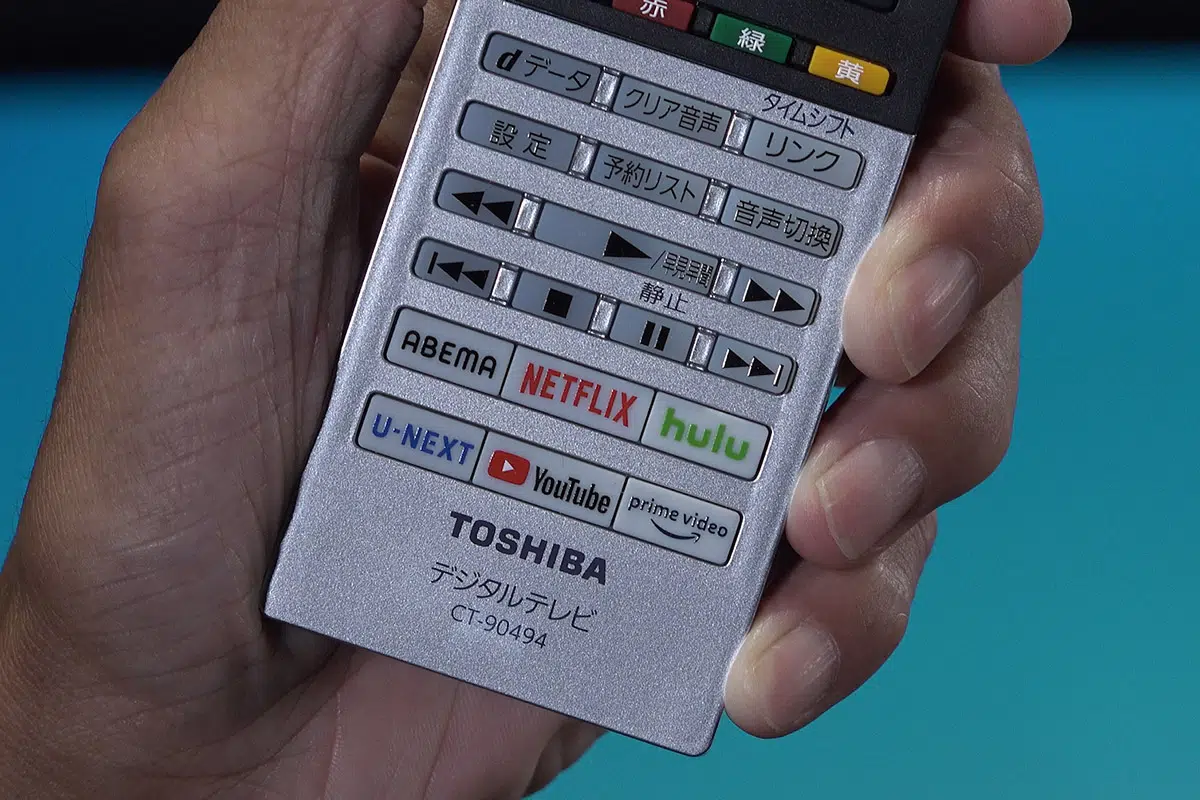 赤 緑 黄
dデータ クリア音声 タイムシフトリンク
設定 予約リスト 音声切換
/早見早聞
静止
ABEMA NETFLIX hulu
U-NEXT YouTube prime video
TOSHIBA
デジタルテレビ
CT-90494